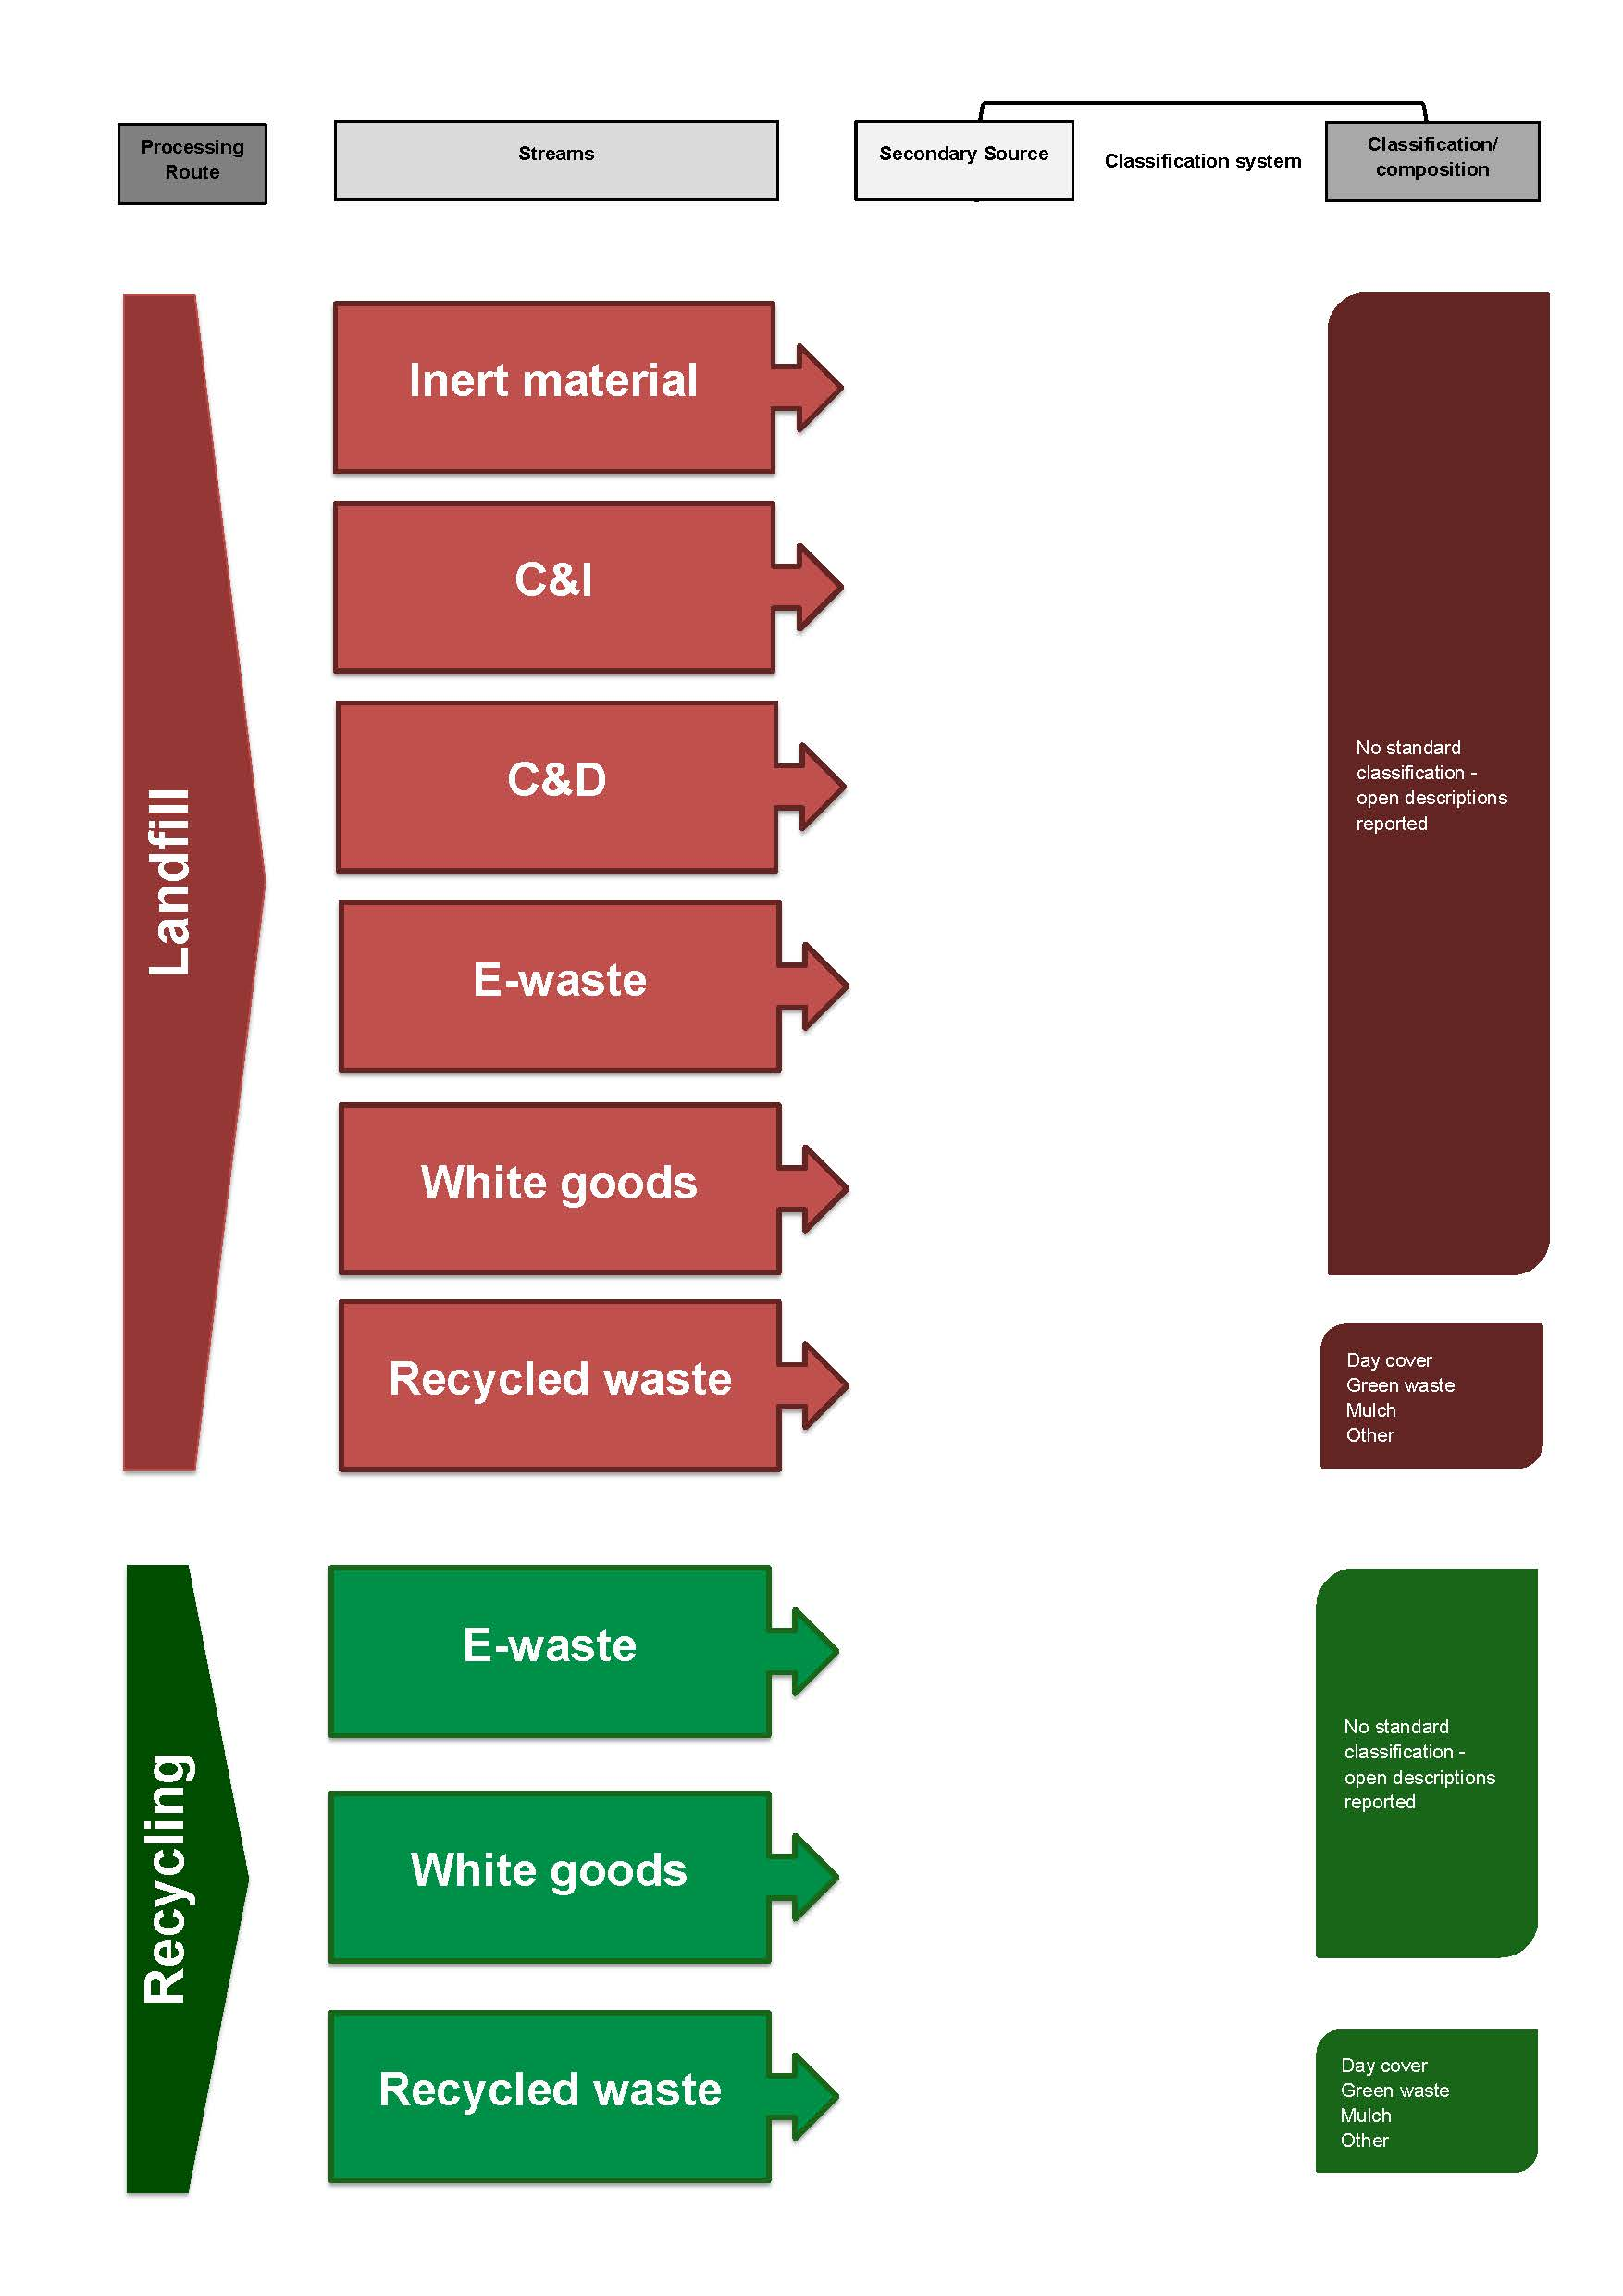 Processing
Route
Streams
Secondary Source
Classification system
Classification/
composition
Landfill
Inert material
C&I
C&D
E-waste
White goods
Recycled waste
No standard
classification -
open descriptions
reported
Day cover
Green waste
Mulch
Other
Recycling
E-waste
White goods
Recycled waste
No standard
classification -
open descriptions
reported
Day cover
Green waste
Mulch
Other